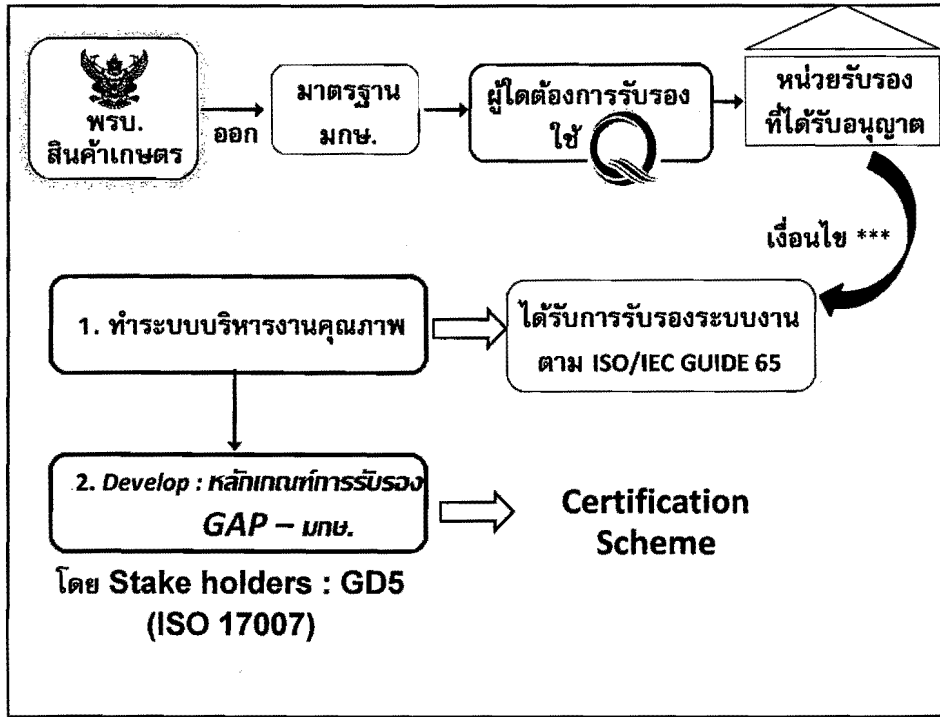 พรบ.
สินค้าเกษตร
ออก
มาตรฐาน
มกษ.
ผู้ใดต้องการรับรอง
ใช้ Q
หน่วยรับรอง
ที่ได้รับอนุญาต
เงื่อนไข ***
1. ทำระบบบริหารงานคุณภาพ
ได้รับการรับรองระบบงาน
ตาม ISO/IEC GUIDE 65
2. Develop : หลักเกณฑ์การรับรอง
GAP – มกษ.
Certification
Scheme
โดย Stake holders : GD5
(ISO 17007)